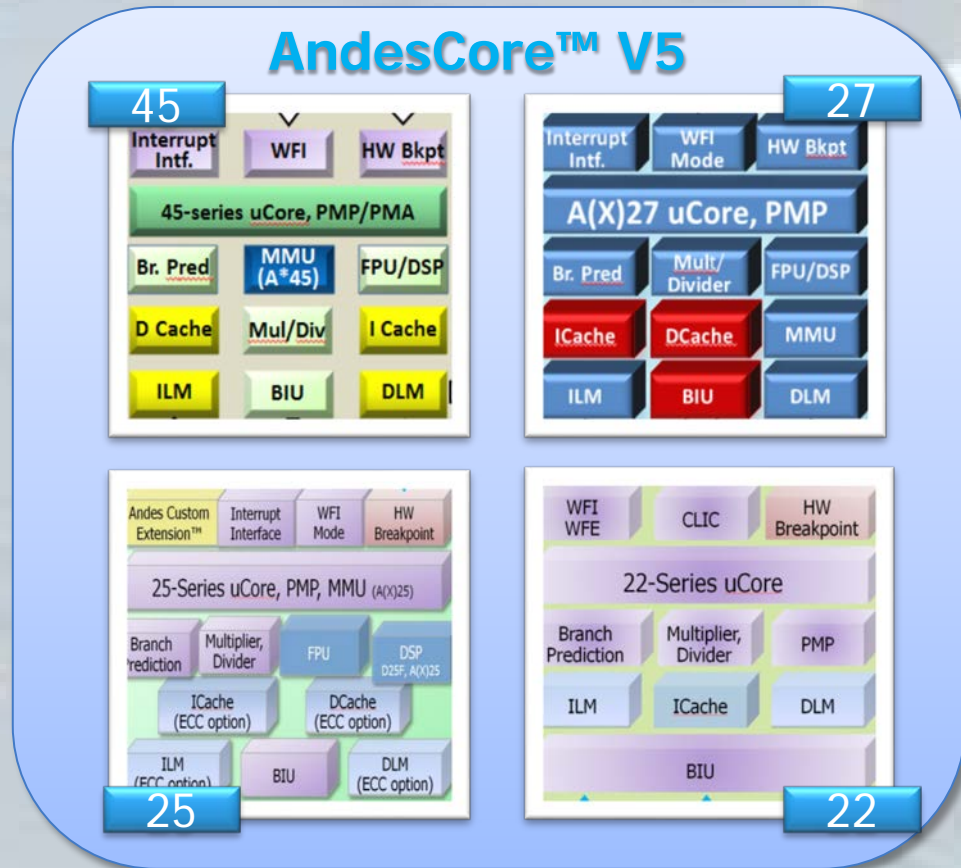 AndesCore™ V5
45
Interrupt
Intf.
WFI
HW Bkpt
45-series uCore, PMP/PMA
Br. Pred
MMU
(A*45)
FPU/DSP
D Cache
Mul/Div
I Cache
ILM
BIU
DLM
27
Interrupt
Intf.
WFI
Mode
HW Bkpt
A(X)27 uCore, PMP
Br. Pred
Mult/
Divider
FPU/DSP
ICache
DCache
MMU
ILM
BIU
DLM
Andes Custom
Extension™
Interrupt
Interface
WFI
Mode
HW
Breakpoint
25-Series uCore, PMP, MMU (A(X)25)
Branch
Prediction
Multiplier,
Divider
FPU
DSP
D25F, A(X)25
ICache
(ECC option)
DCache
(ECC option)
ILM
(ECC option)
BIU
DLM
(ECC option)
25
WFI
WFE
CLIC
HW
Breakpoint
22-Series uCore
Branch
Prediction
Multiplier,
Divider
PMP
ILM
ICache
DLM
BIU
22